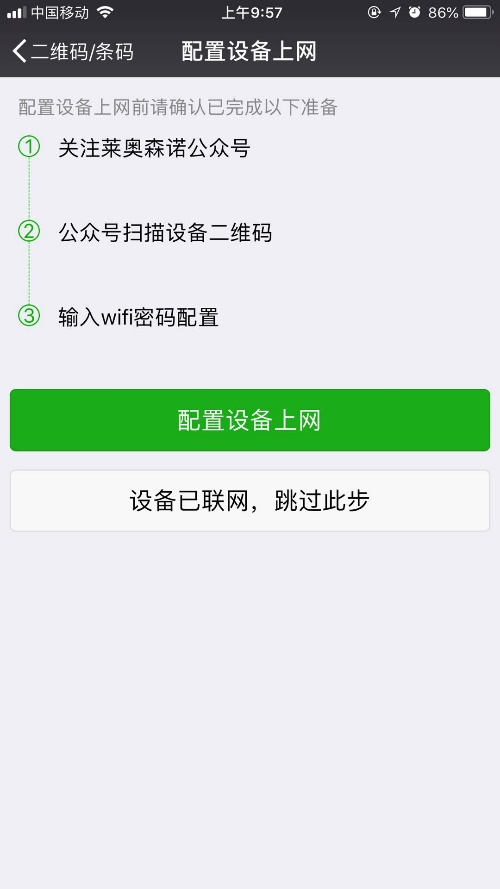 中国移动 上午9:57 86%
二维码/条码 配置设备上网
配置设备上网前请确认已完成以下准备
① 关注莱奥森诺公众号
② 公众号扫描设备二维码
③ 输入wifi密码配置
配置设备上网
设备已联网，跳过此步